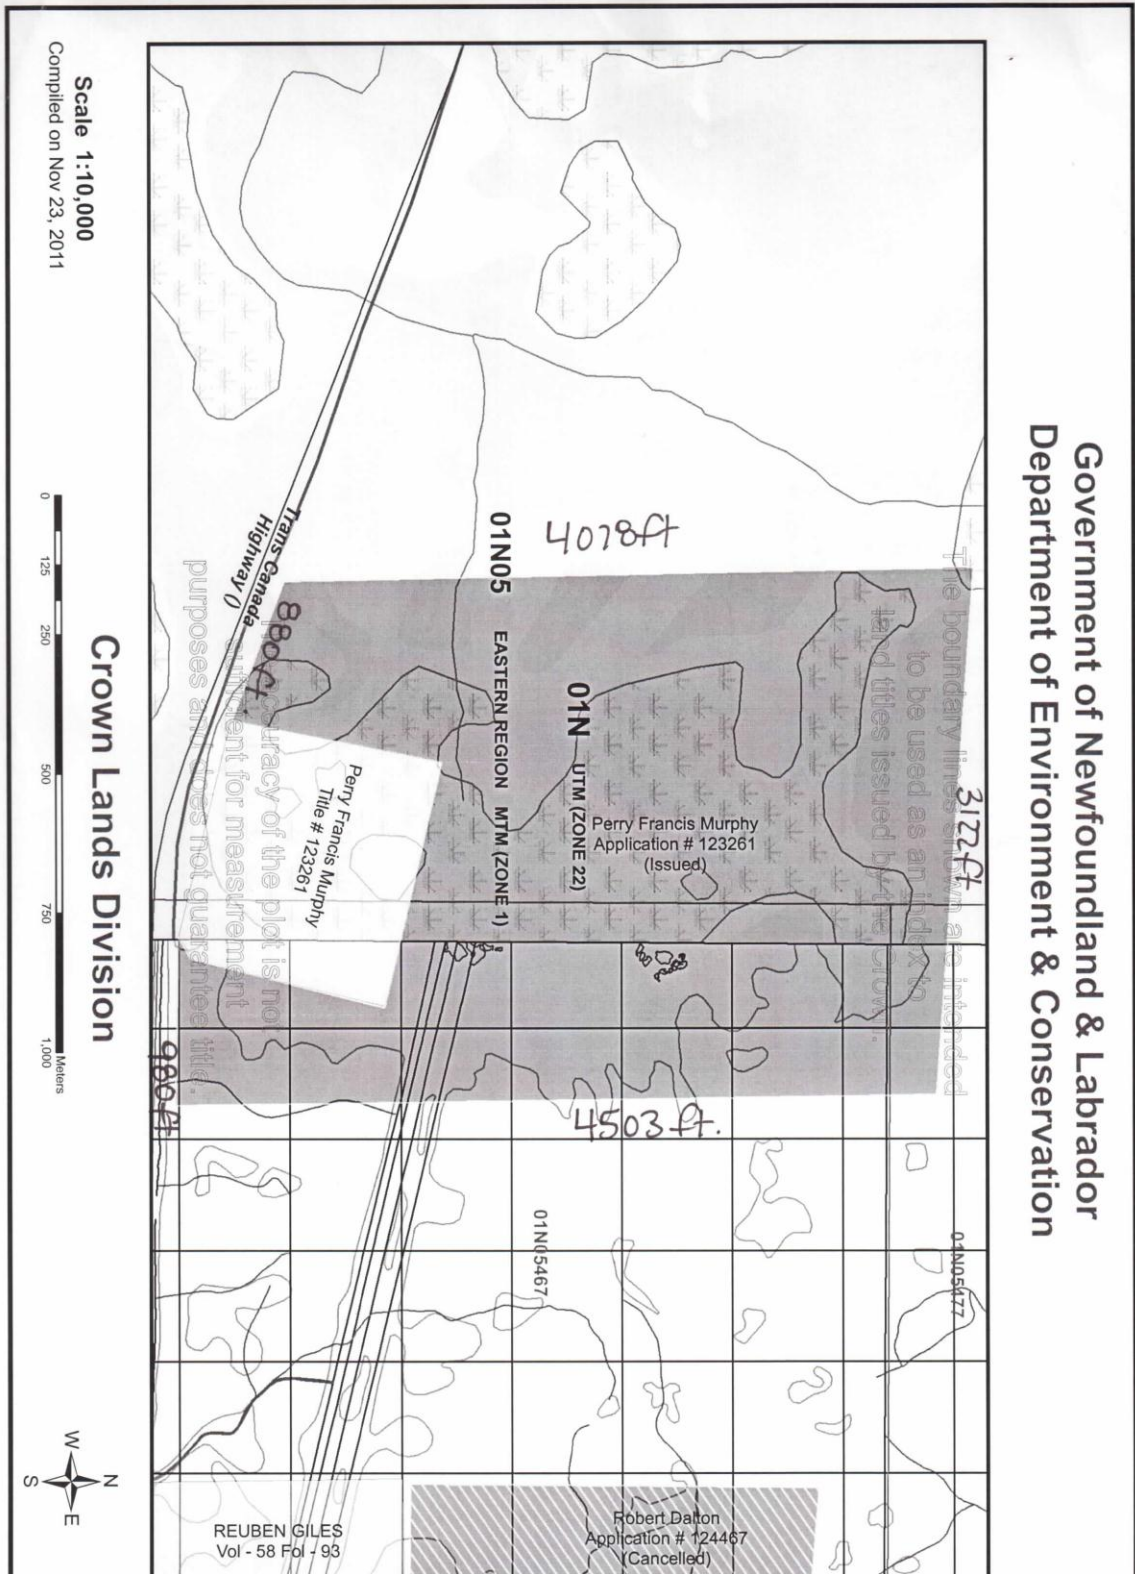 Government of Newfoundland & Labrador
Department of Environment & Conservation
The boundary lines shown are intended
to be used as an index to
land titles issued by the Crown.
3122ft
01N05477
4078ft
01N
UTM (ZONE 22)
Perry Francis Murphy
Application # 123261
(Issued)
4503 ft.
01N05
EASTERN REGION MTM (ZONE 1)
01N05467
Robert Dalton
Application # 124467
(Cancelled)
Trans Canada
Highway ()
880ft
Perry Francis Murphy
Title # 123261
accuracy of the plot is not
sufficient for measurement
purposes and does not guarantee title.
980ft
REUBEN GILES
Vol - 58 Fol - 93
Crown Lands Division
Scale 1:10,000
Compiled on Nov 23, 2011
0 125 250 500 750 1,000
Meters
N
W E
S